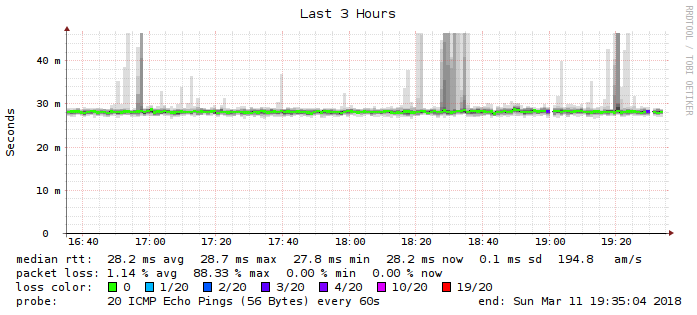 Last 3 Hours
RRDTOOL / TOBI OETIKER
Seconds
40 m
30 m
20 m
10 m
0
16:40 17:00 17:20 17:40 18:00 18:20 18:40 19:00 19:20
median rtt: 28.2 ms avg 28.7 ms max 27.8 ms min 28.2 ms now 0.1 ms sd 194.8 am/s
packet loss: 1.14 % avg 88.33 % max 0.00 % min 0.00 % now
loss color: 0 1/20 2/20 3/20 4/20 10/20 19/20
probe: 20 ICMP Echo Pings (56 Bytes) every 60s end: Sun Mar 11 19:35:04 2018